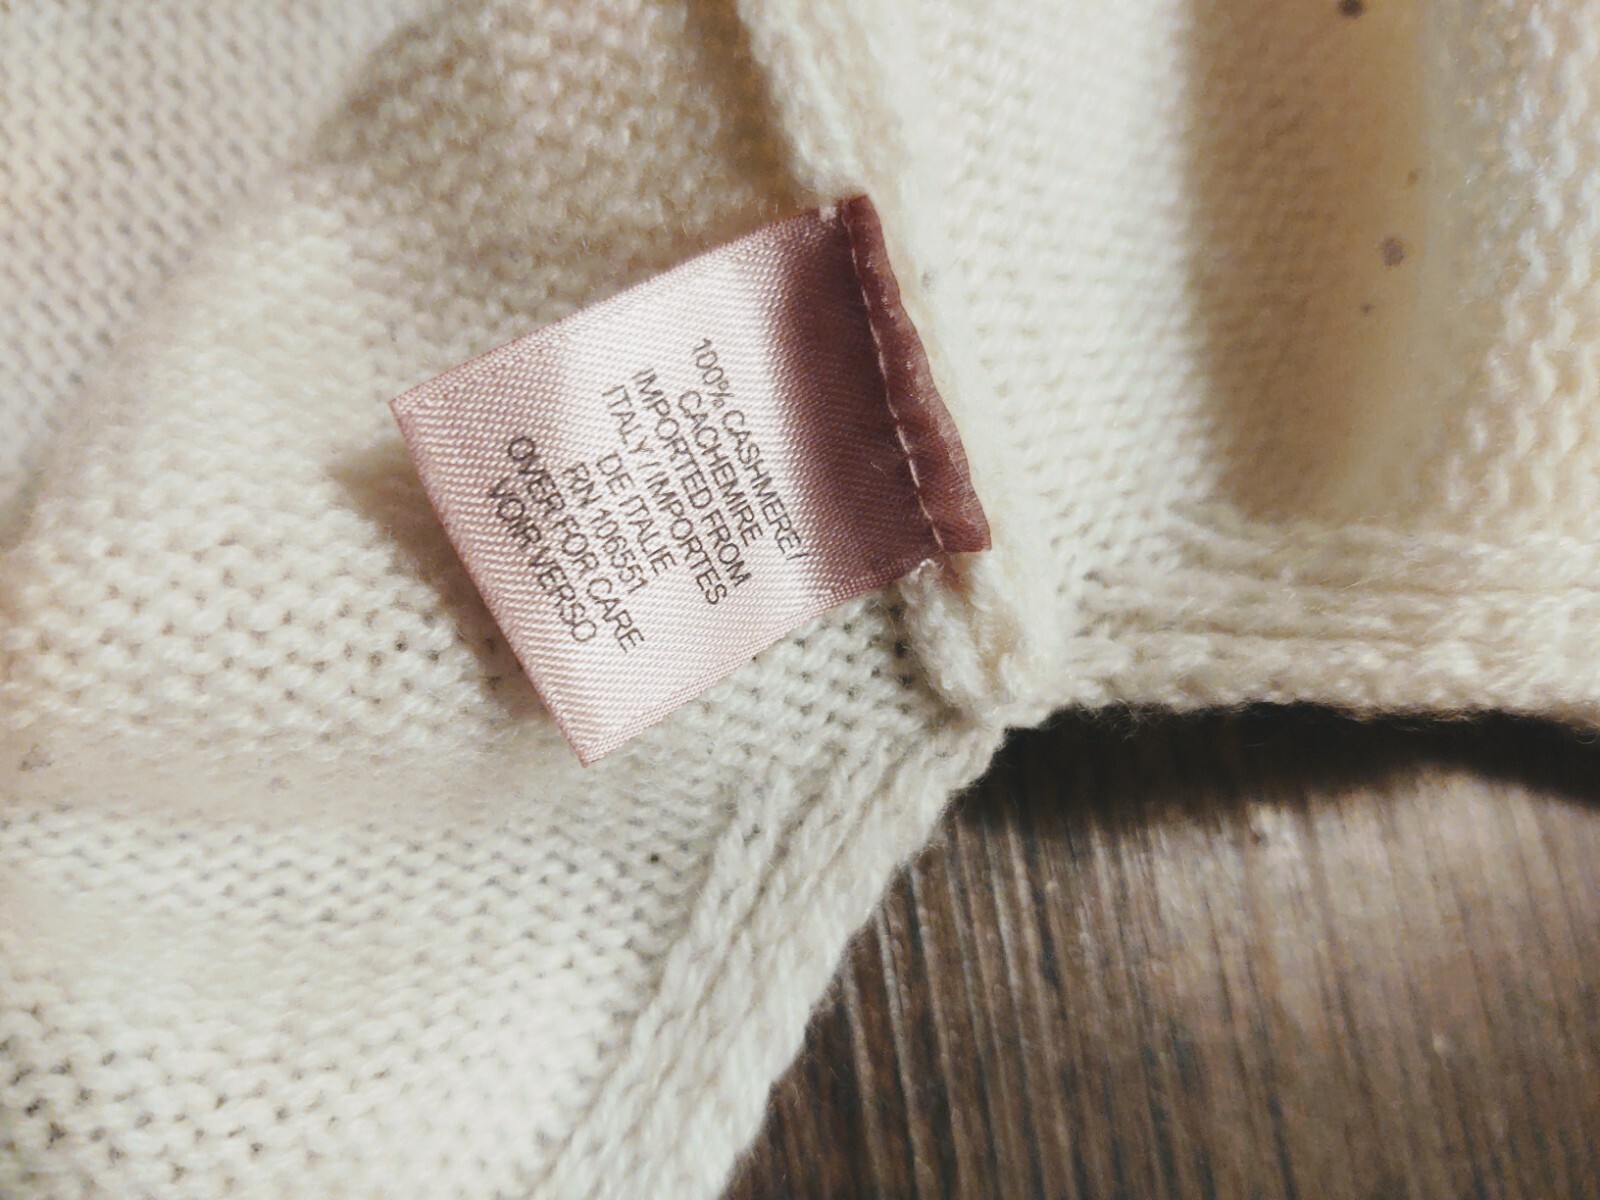 100% CASHMERE/
CACHEMIRE
IMPORTED FROM
ITALY / IMPORTES
DE ITALIE
RN 106551
OVER FOR CARE
VOIR VERSO